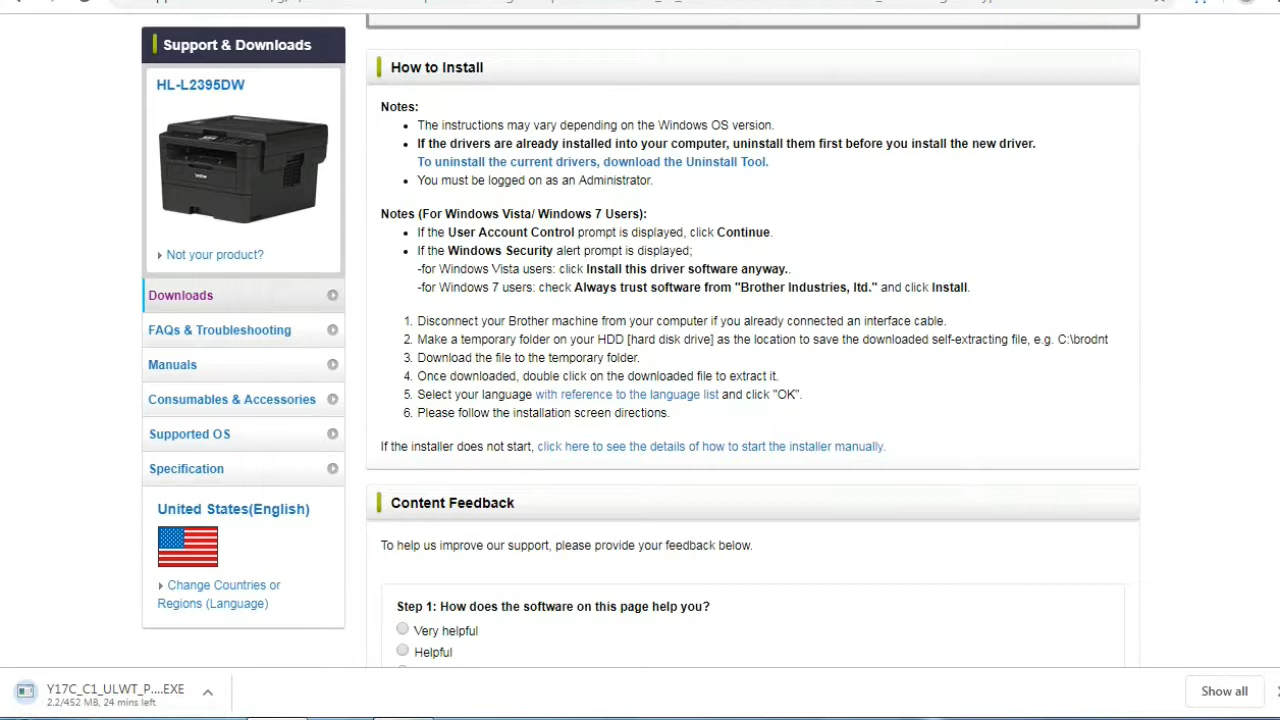 Support & Downloads
HL-L2395DW
brother
Not your product?
Downloads
FAQs & Troubleshooting
Manuals
Consumables & Accessories
Supported OS
Specification
United States(English)
Change Countries or
Regions (Language)
How to Install
Notes:
The instructions may vary depending on the Windows OS version.
If the drivers are already installed into your computer, uninstall them first before you install the new driver.
To uninstall the current drivers, download the Uninstall Tool.
You must be logged on as an Administrator.
Notes (For Windows Vista/ Windows 7 Users):
If the User Account Control prompt is displayed, click Continue.
If the Windows Security alert prompt is displayed;
-for Windows Vista users: click Install this driver software anyway..
-for Windows 7 users: check Always trust software from "Brother Industries, ltd." and click Install.
1. Disconnect your Brother machine from your computer if you already connected an interface cable.
2. Make a temporary folder on your HDD [hard disk drive] as the location to save the downloaded self-extracting file, e.g. C:\brodnt
3. Download the file to the temporary folder.
4. Once downloaded, double click on the downloaded file to extract it.
5. Select your language with reference to the language list and click "OK".
6. Please follow the installation screen directions.
If the installer does not start, click here to see the details of how to start the installer manually.
Content Feedback
To help us improve our support, please provide your feedback below.
Step 1: How does the software on this page help you?
Very helpful
Helpful
Y17C_C1_ULWT_P....EXE
2.2/452 MB, 24 mins left
Show all